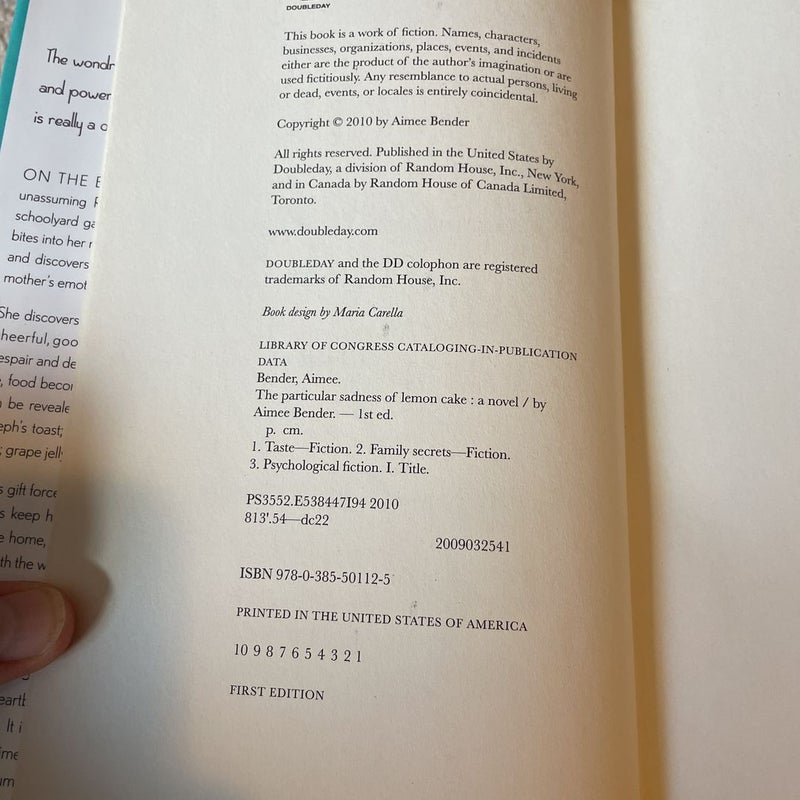 The wondr
and power
is really a
ON THE
unassuming
schoolyard
bites into her
and discovers
mother's emot
She discovers
heerful, goo
espair and de
, food becor
be reveale
eph's toast;
; grape jell
s gift force
s keep h
e home,
th the w
earth
It i
um
DOUBLEDAY
This book is a work of fiction. Names, characters,
businesses, organizations, places, events, and incidents
either are the product of the author's imagination or are
used fictitiously. Any resemblance to actual persons, living
or dead, events, or locales is entirely coincidental.
Copyright © 2010 by Aimee Bender
All rights reserved. Published in the United States by
Doubleday, a division of Random House, Inc., New York,
and in Canada by Random House of Canada Limited,
Toronto.
www.doubleday.com
DOUBLEDAY and the DD colophon are registered
trademarks of Random House, Inc.
Book design by Maria Carella
LIBRARY OF CONGRESS CATALOGING-IN-PUBLICATION
DATA
Bender, Aimee.
The particular sadness of lemon cake : a novel / by
Aimee Bender. — 1st ed.
p. cm.
1. Taste—Fiction. 2. Family secrets—Fiction.
3. Psychological fiction. I. Title.
PS3552.E538447I94 2010
813'.54—dc22
2009032541
ISBN 978-0-385-50112-5
PRINTED IN THE UNITED STATES OF AMERICA
10 9 8 7 6 5 4 3 2 1
FIRST EDITION